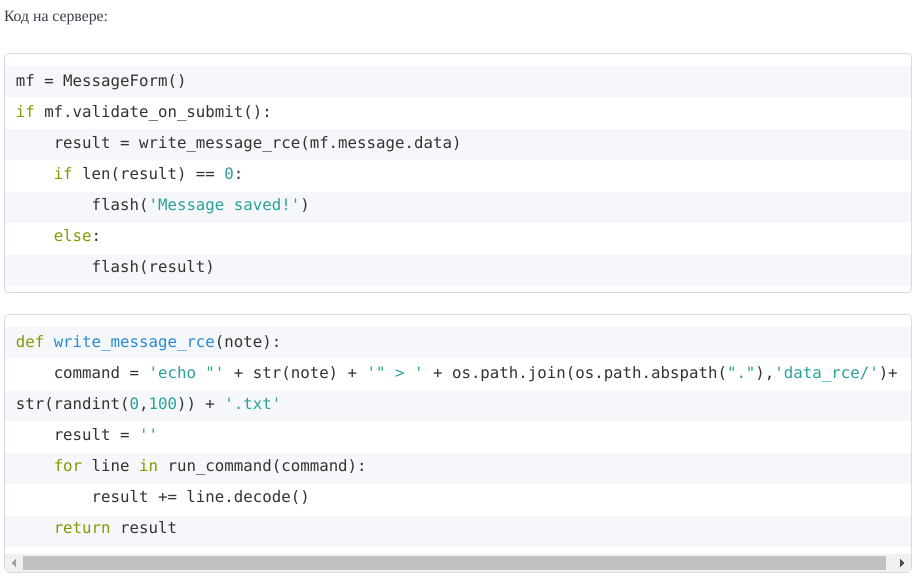 Код на сервере:
mf = MessageForm()
if mf.validate_on_submit():
    result = write_message_rce(mf.message.data)
    if len(result) == 0:
        flash('Message saved!')
    else:
        flash(result)
def write_message_rce(note):
    command = 'echo "' + str(note) + '" > ' + os.path.join(os.path.abspath("."),'data_rce/')+
str(randint(0,100)) + '.txt'
    result = ''
    for line in run_command(command):
        result += line.decode()
    return result